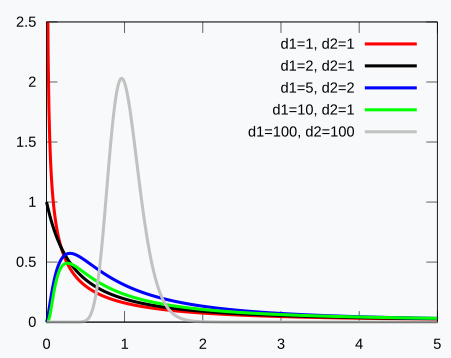 2.5
2
1.5
1
0.5
0
d1=1, d2=1
d1=2, d2=1
d1=5, d2=2
d1=10, d2=1
d1=100, d2=100
0 1 2 3 4 5